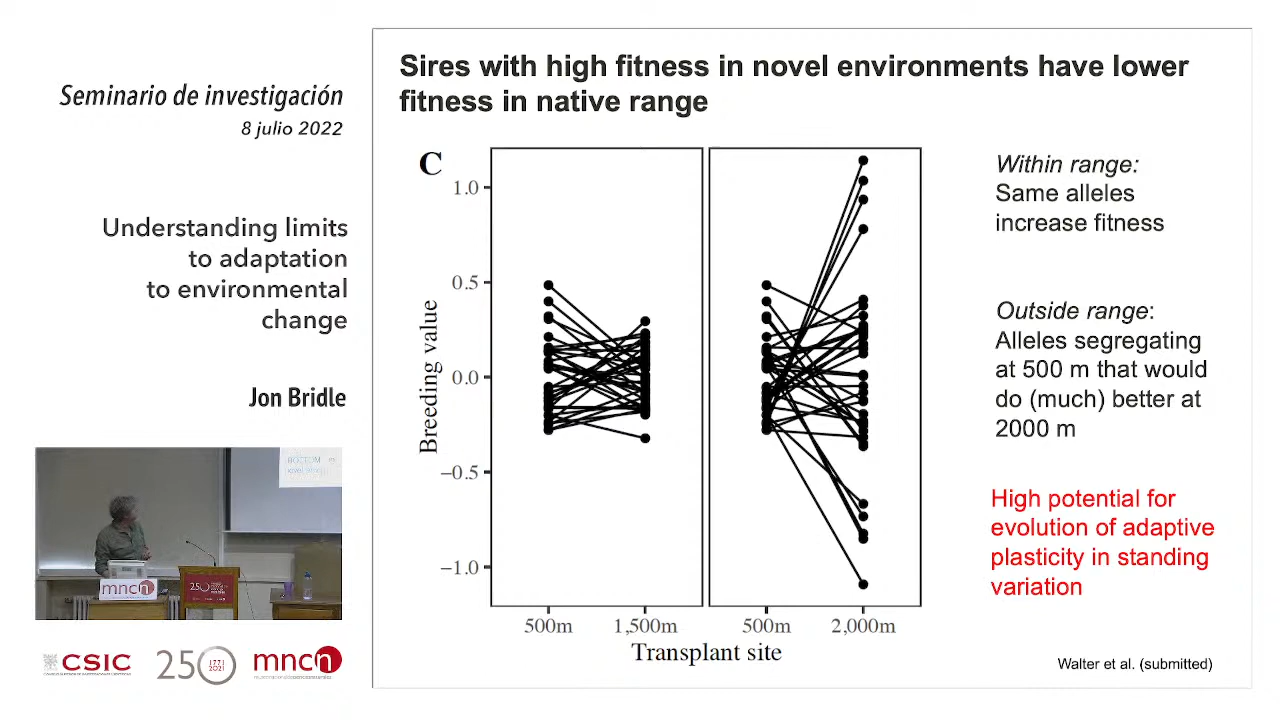 Seminario de investigación
8 julio 2022
Understanding limits
to adaptation
to environmental
change
Jon Bridle
mncn
CSIC
250
1771
2021
mncn
Sires with high fitness in novel environments have lower
fitness in native range
C
Breeding value
1.0
0.5
0.0
−0.5
−1.0
500m
1,500m
500m
2,000m
Transplant site
Within range:
Same alleles
increase fitness
Outside range:
Alleles segregating
at 500 m that would
do (much) better at
2000 m
High potential for
evolution of adaptive
plasticity in standing
variation
Walter et al. (submitted)